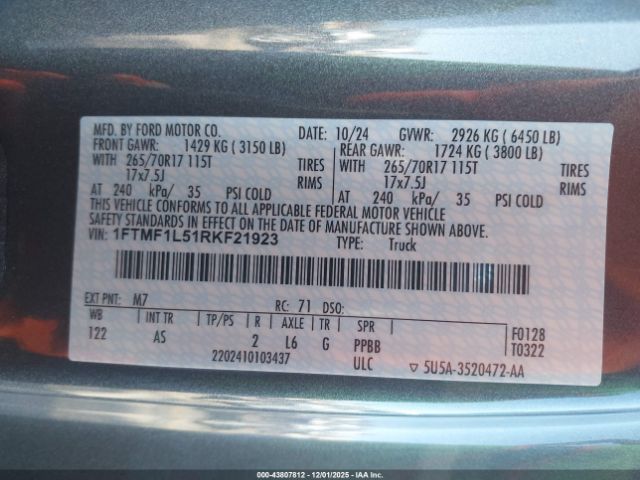 MFD. BY FORD MOTOR CO. DATE: 10/24 GVWR: 2926 KG ( 6450 LB)
FRONT GAWR: 1429 KG ( 3150 LB) REAR GAWR: 1724 KG ( 3800 LB)
WITH 265/70R17 115T TIRES WITH 265/70R17 115T TIRES
17x7.5J RIMS 17x7.5J RIMS
AT 240 kPa/ 35 PSI COLD AT 240 kPa/ 35 PSI COLD
THIS VEHICLE CONFORMS TO ALL APPLICABLE FEDERAL MOTOR VEHICLE
SAFETY STANDARDS IN EFFECT ON THE DATE OF MANUFACTURE SHOWN ABOVE.
VIN: 1FTMF1L51RKF21923 TYPE: Truck
EXT PNT: M7 RC: 71 DSO:
WB INT TR TP/PS R AXLE TR SPR F0128
122 AS 2 L6 G PPBB T0322
2202410103437 ULC ▽ 5U5A-3520472-AA
00-43807812 - 12/01/2025 - IAA Inc.